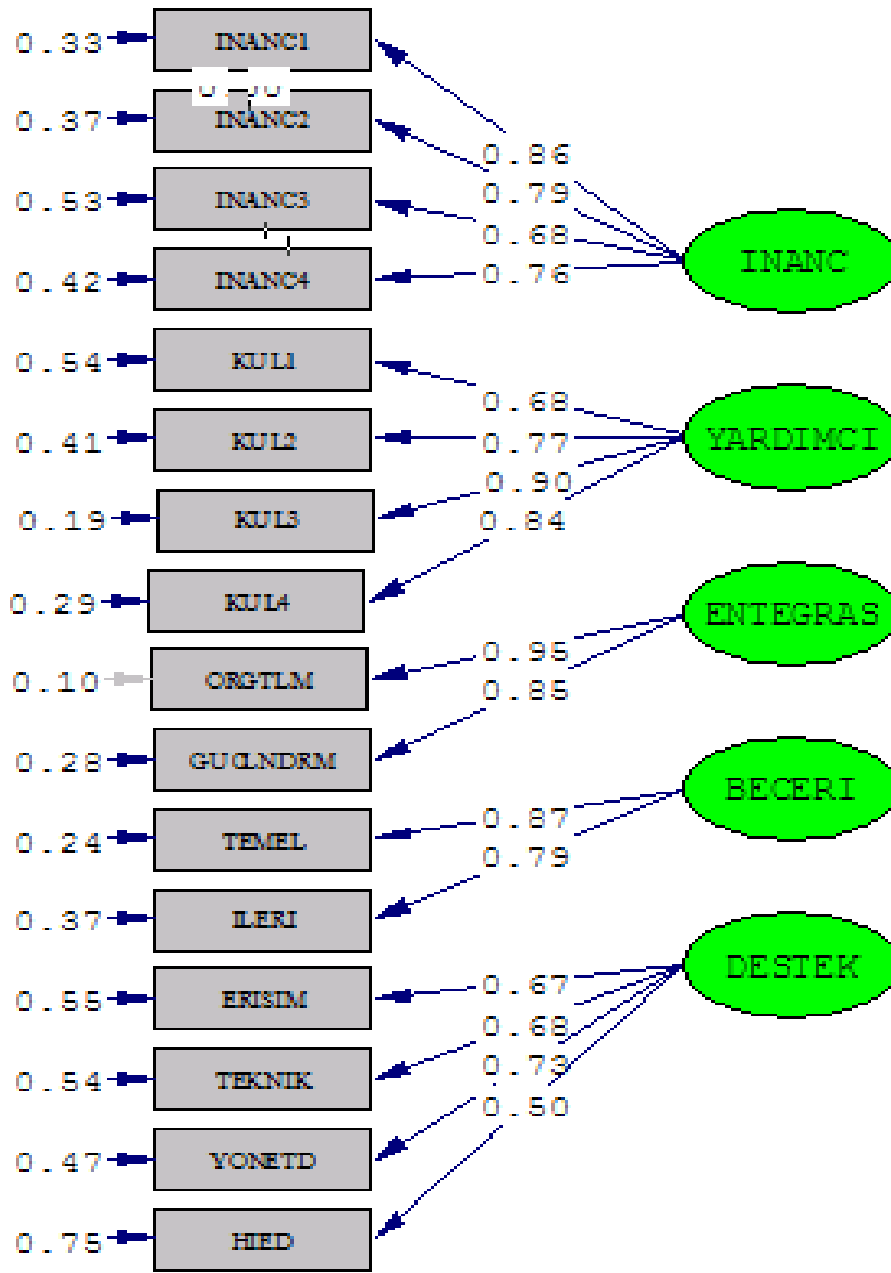 0.33 INANC1
0.37 INANC2
0.86
0.79
0.53 INANC3
0.68
INANC
0.42 INANC4
0.76
0.54 KUL1
0.68
0.41 KUL2
0.77
YARDIMCI
0.90
0.19 KUL3
0.84
0.29 KUL4
ENTEGRAS
0.95
0.10 ORGTLM
0.85
0.28 GUCLNDRM
BECERI
0.87
0.24 TEMEL
0.79
0.37 ILERI
DESTEK
0.67
0.55 ERISIM
0.68
0.54 TEKNIK
0.73
0.50
0.47 YONETD
0.75 HIED